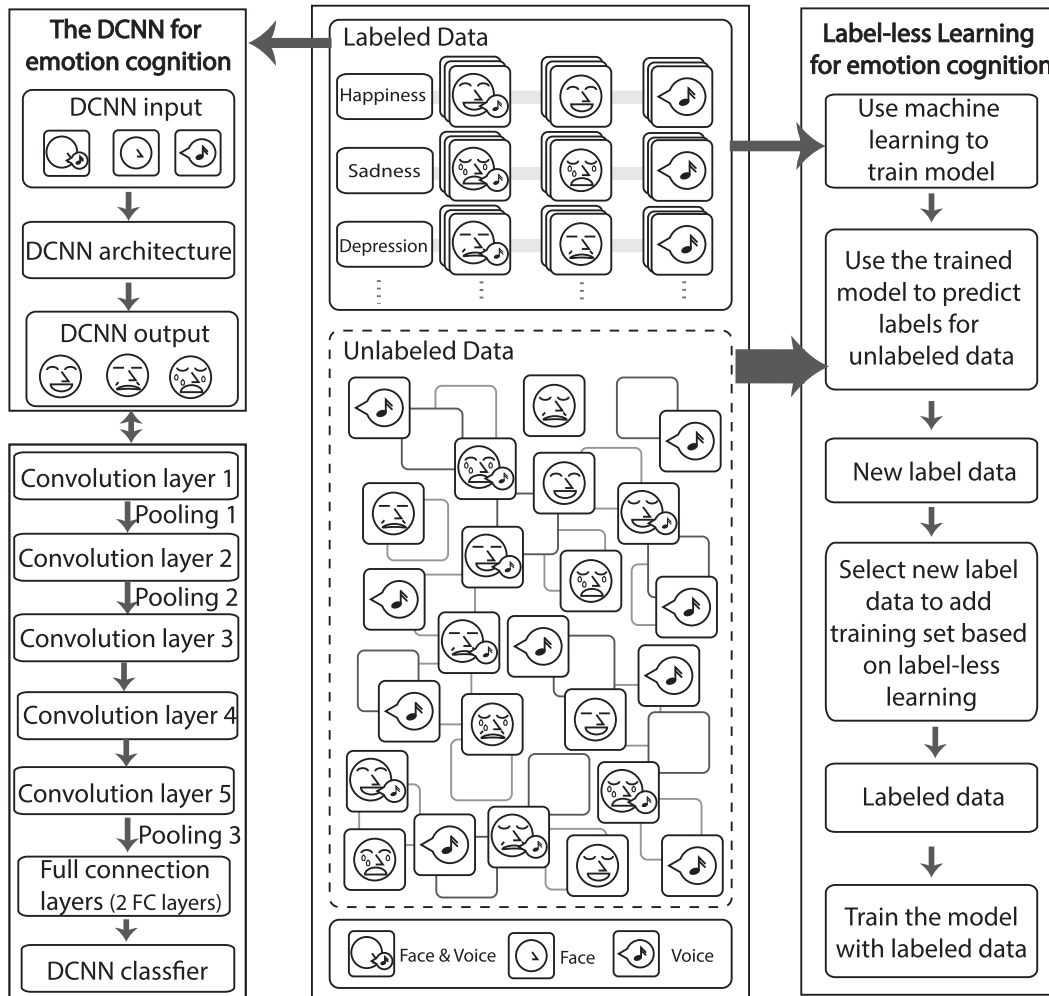 The DCNN for
emotion cognition
DCNN input
DCNN architecture
DCNN output
Convolution layer 1
Pooling 1
Convolution layer 2
Pooling 2
Convolution layer 3
Convolution layer 4
Convolution layer 5
Pooling 3
Full connection
layers (2 FC layers)
DCNN classfier
Labeled Data
Happiness
Sadness
Depression
Unlabeled Data
Face & Voice
Face
Voice
Label-less Learning
for emotion cognition
Use machine
learning to
train model
Use the trained
model to predict
labels for
unlabeled data
New label data
Select new label
data to add
training set based
on label-less
learning
Labeled data
Train the model
with labeled data